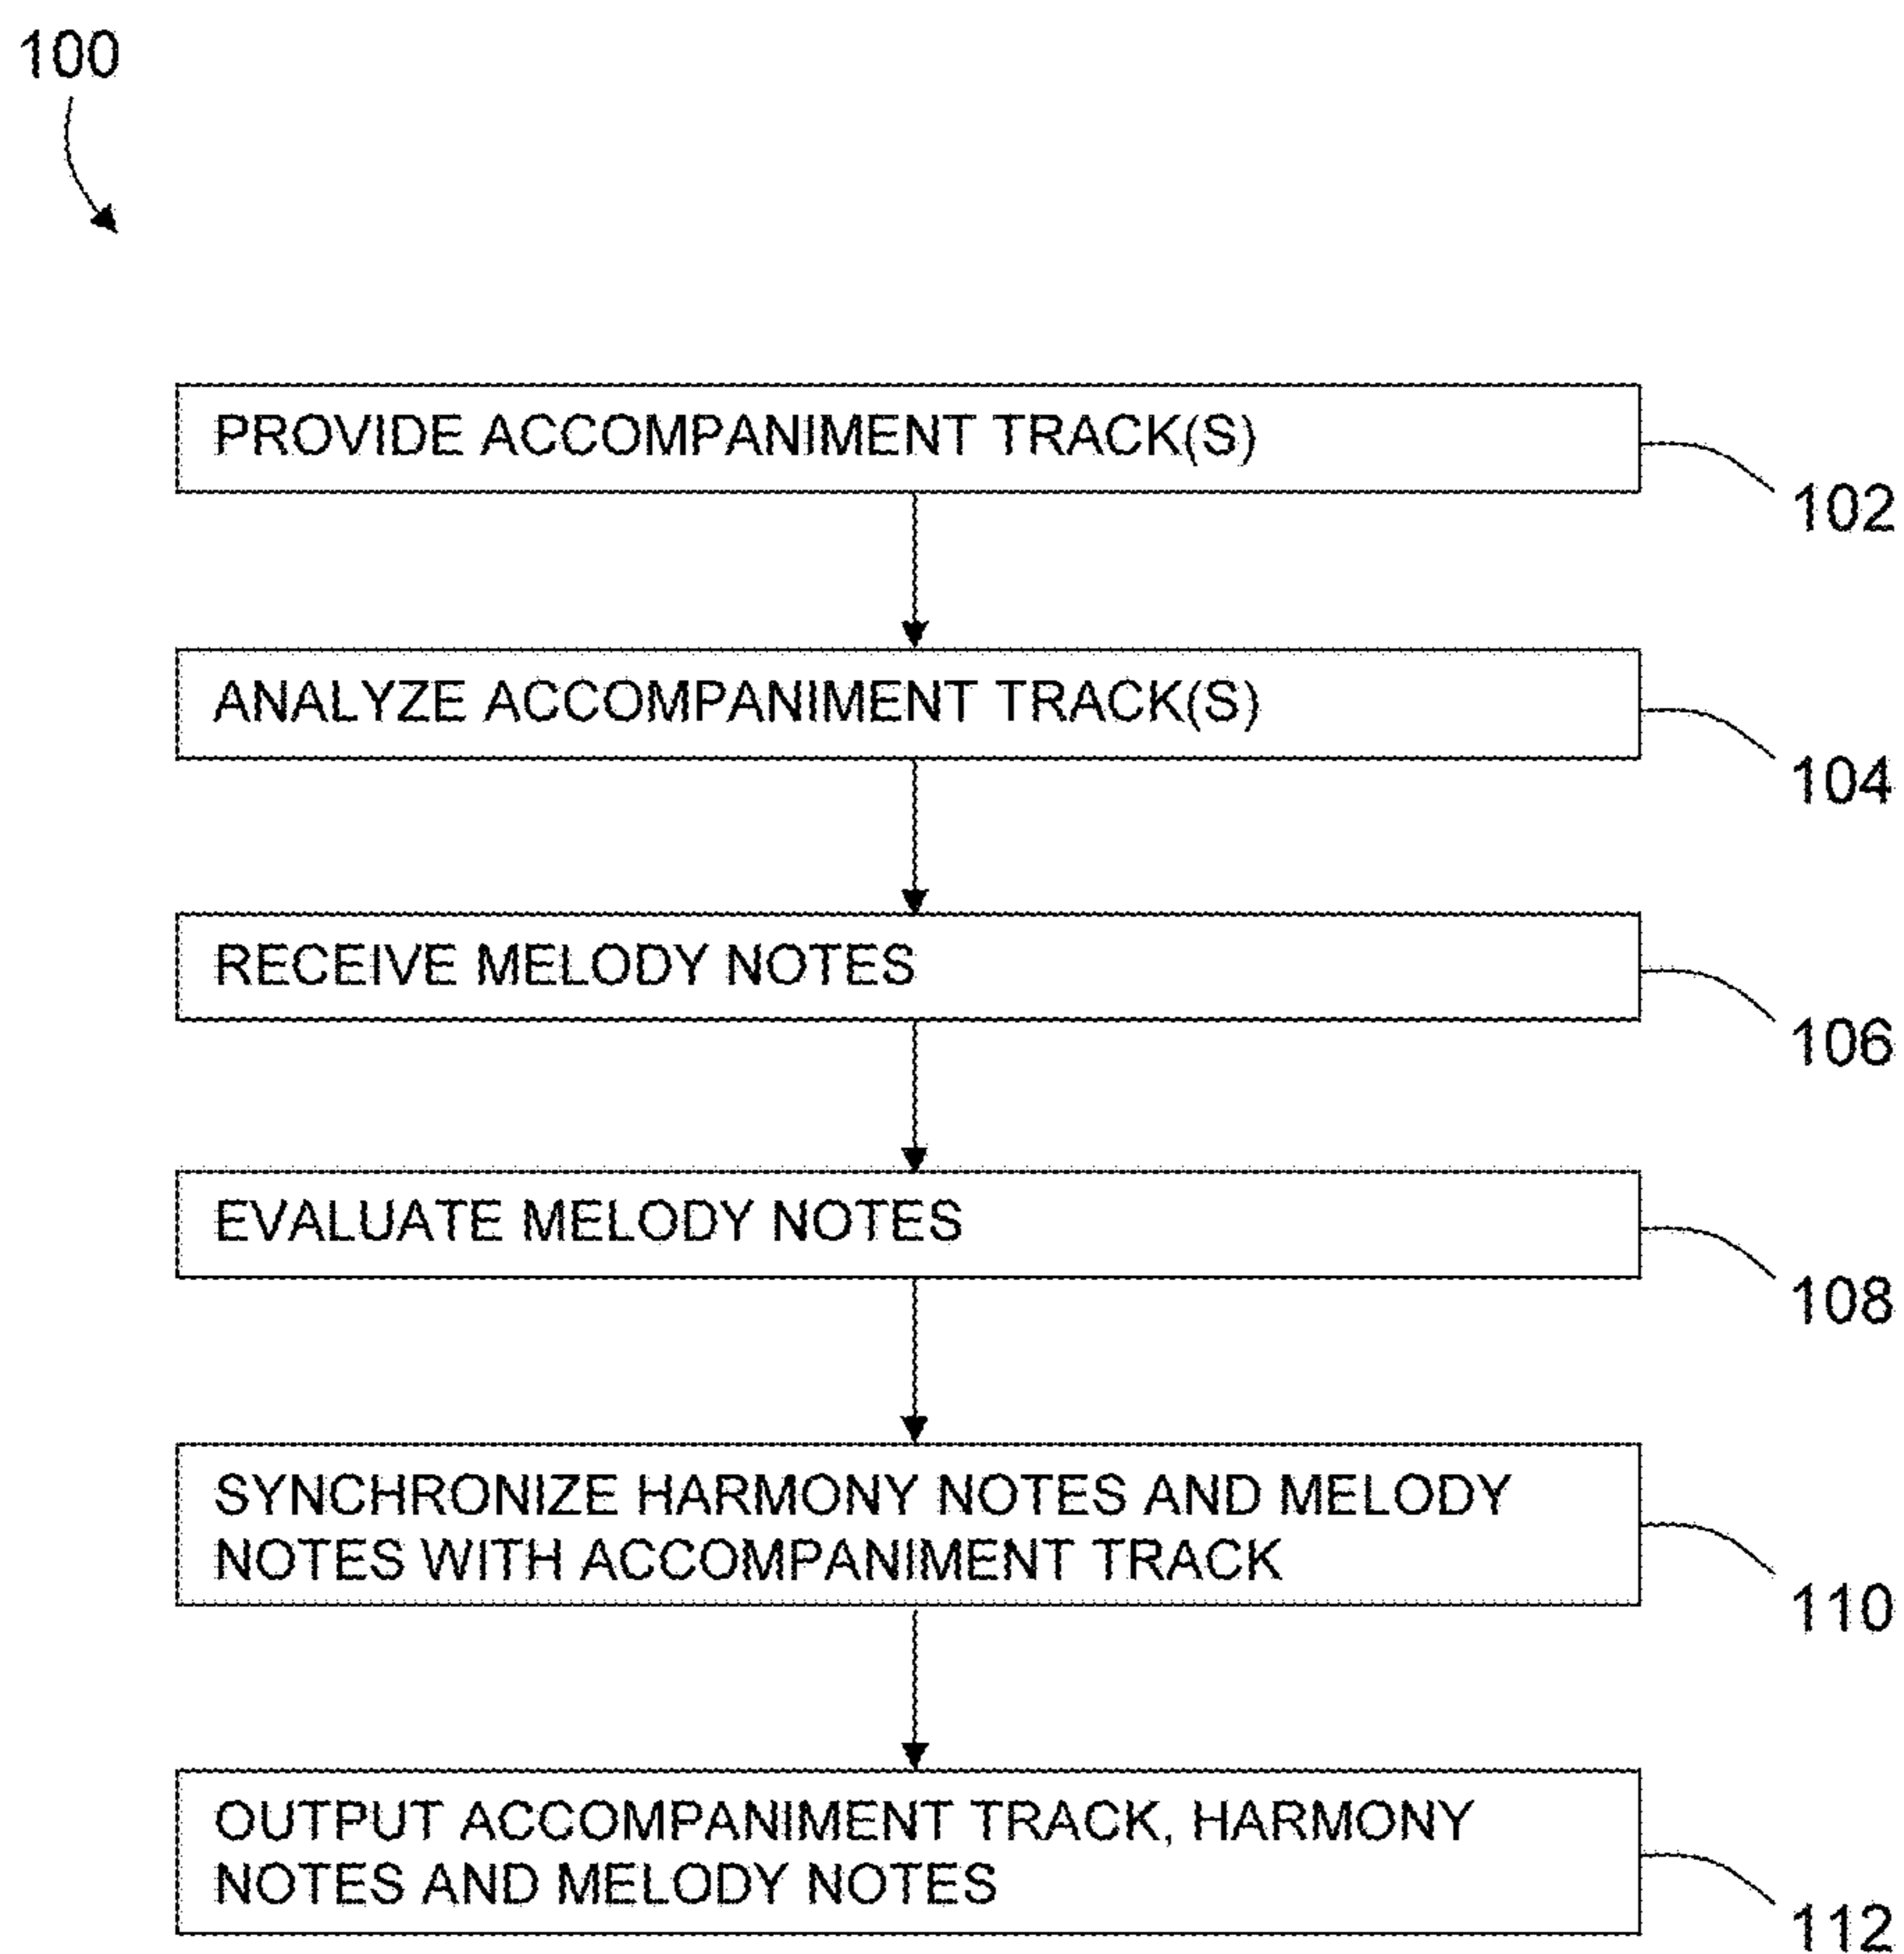 100
PROVIDE ACCOMPANIMENT TRACK(S)
102
ANALYZE ACCOMPANIMENT TRACK(S)
104
RECEIVE MELODY NOTES
106
EVALUATE MELODY NOTES
108
SYNCHRONIZE HARMONY NOTES AND MELODY
NOTES WITH ACCOMPANIMENT TRACK
110
OUTPUT ACCOMPANIMENT TRACK, HARMONY
NOTES AND MELODY NOTES
112